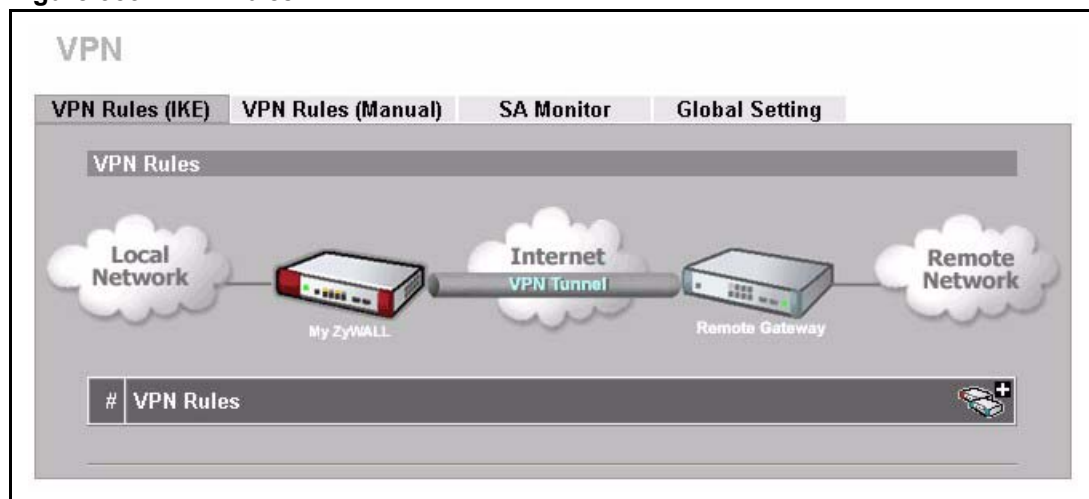 VPN
VPN Rules (IKE) VPN Rules (Manual) SA Monitor Global Setting
VPN Rules
Local
Network
My ZyWALL
Internet
VPN Tunnel
Remote Gateway
Remote
Network
# VPN Rules